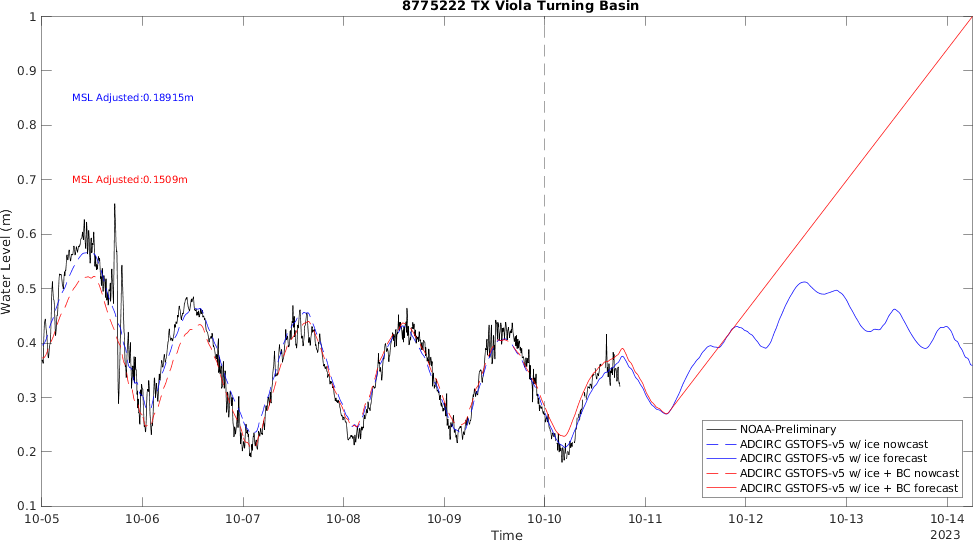 8775222 TX Viola Turning Basin
1
0.9
MSL Adjusted:0.18915m
0.8
0.7
MSL Adjusted:0.1509m
0.6
0.5
0.4
0.3
0.2
0.1
Water Level (m)
NOAA-Preliminary
ADCIRC GSTOFS-v5 w/ ice nowcast
ADCIRC GSTOFS-v5 w/ ice forecast
ADCIRC GSTOFS-v5 w/ ice + BC nowcast
ADCIRC GSTOFS-v5 w/ ice + BC forecast
10-05 10-06 10-07 10-08 10-09 10-10 10-11 10-12 10-13 10-14
2023
Time